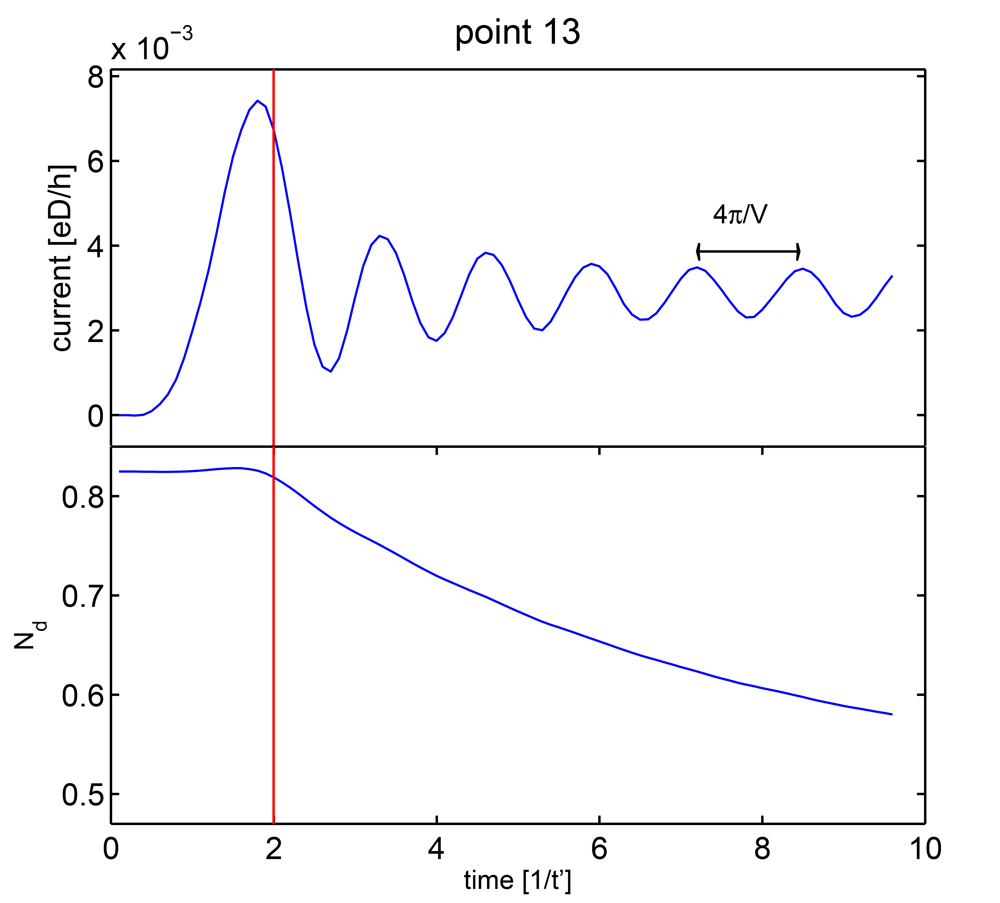 point 13
x 10⁻³
8
6
4
2
0
current [eD/h]
4π/V
0.8
0.7
0.6
0.5
N_d
0 2 4 6 8 10
time [1/t’]